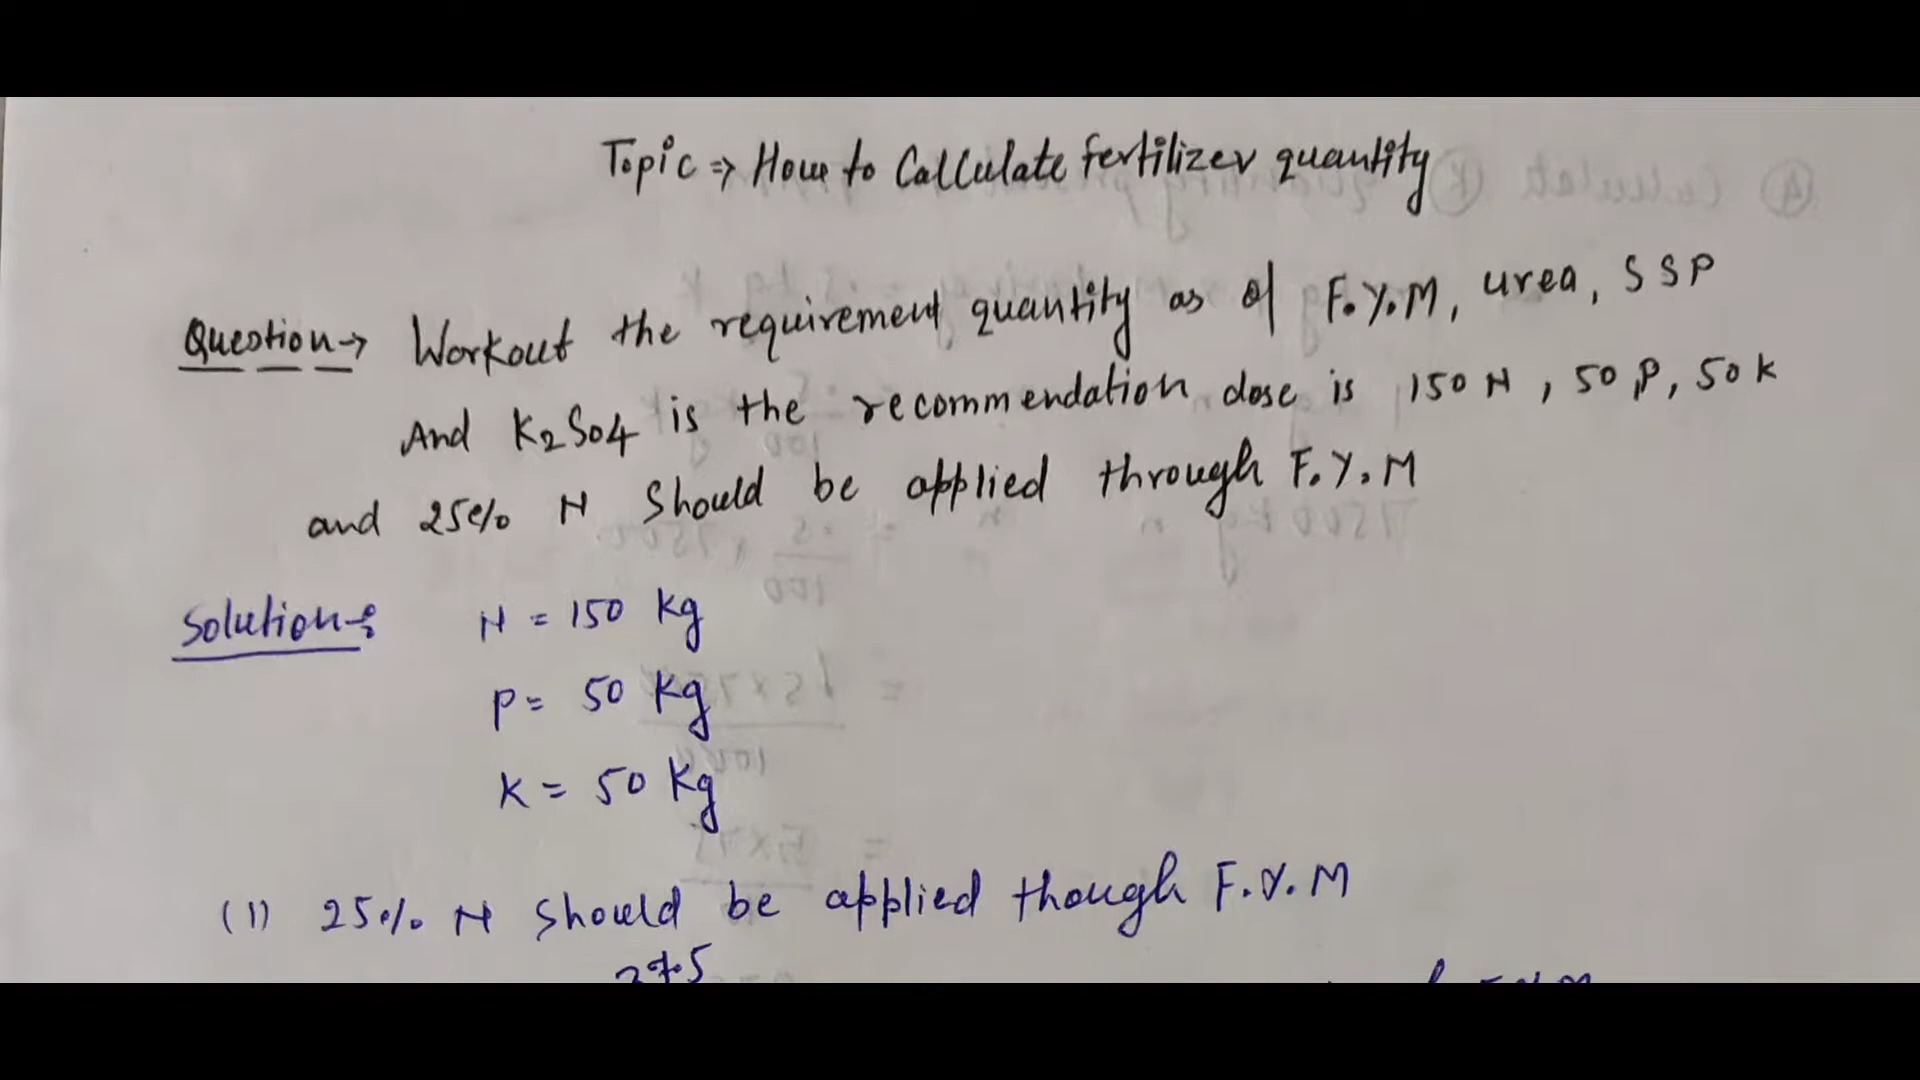 Topic ⇒ How to Calculate fertilizer quantity
Question → Workout the requirement quantity as of F.Y.M, urea, SSP
And K2SO4 is the recommendation dose is 150 N, 50 P, 50 K
and 25% N Should be applied through F.Y.M
Solution →: N = 150 Kg
P = 50 Kg
K = 50 Kg
(1) 25% N should be applied though F.Y.M